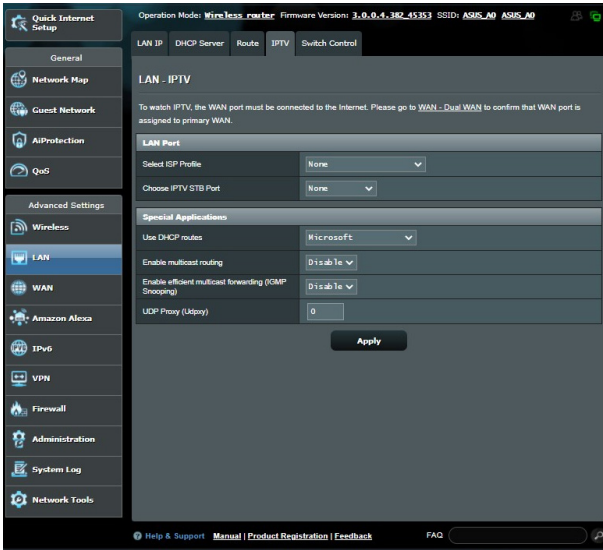 Quick Internet Setup
Operation Mode: Wireless router Firmware Version: 3.0.0.4.382_45353 SSID: ASUS_A0 ASUS_A0
LAN IP DHCP Server Route IPTV Switch Control
General
Network Map
Guest Network
AiProtection
QoS
Advanced Settings
Wireless
LAN
WAN
Amazon Alexa
IPv6
VPN
Firewall
Administration
System Log
Network Tools
LAN - IPTV
To watch IPTV, the WAN port must be connected to the Internet. Please go to WAN - Dual WAN to confirm that WAN port is
assigned to primary WAN.
LAN Port
Select ISP Profile None
Choose IPTV STB Port None
Special Applications
Use DHCP routes Microsoft
Enable multicast routing Disable
Enable efficient multicast forwarding (IGMP
Snooping) Disable
UDP Proxy (Udpxy) 0
Apply
Help & Support Manual | Product Registration | Feedback FAQ